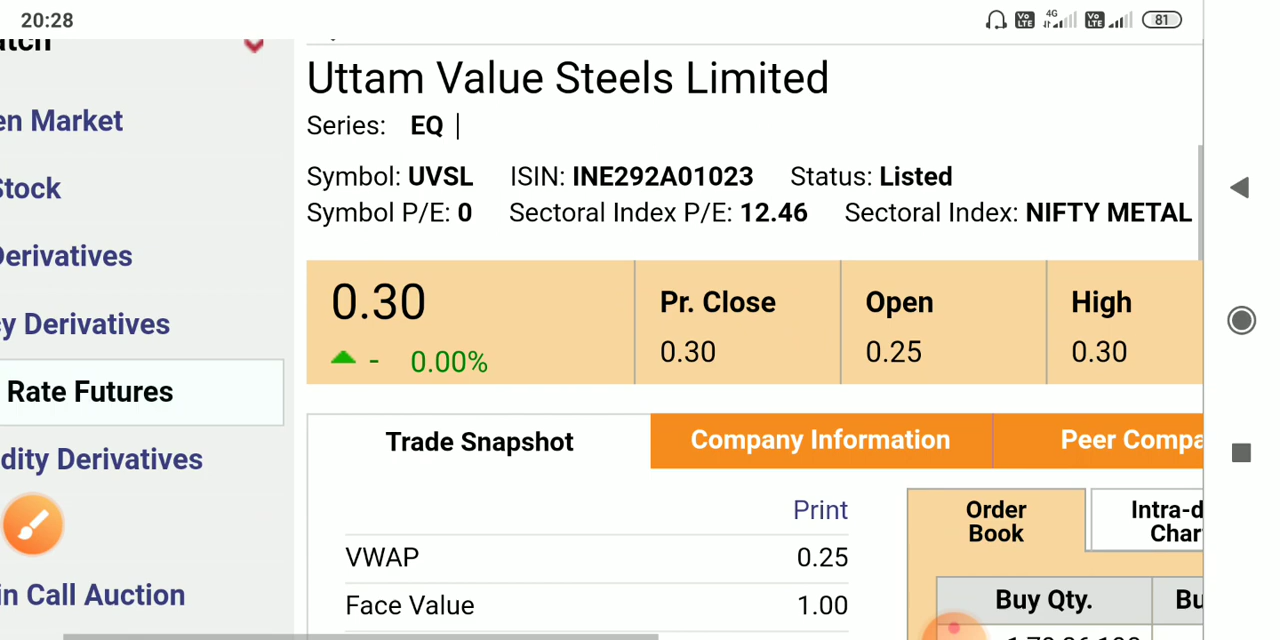 20:28
81
Uttam Value Steels Limited
Series: EQ |
en Market
Symbol: UVSL ISIN: INE292A01023 Status: Listed
Stock
Symbol P/E: 0 Sectoral Index P/E: 12.46 Sectoral Index: NIFTY METAL
Derivatives
0.30
- 0.00%
Pr. Close
0.30
Open
0.25
High
0.30
cy Derivatives
Rate Futures
Trade Snapshot
Company Information
Peer Compa
dity Derivatives
Print
Order
Book
Intra-d
Char
VWAP 0.25
in Call Auction
Buy Qty.
Bu
Face Value 1.00